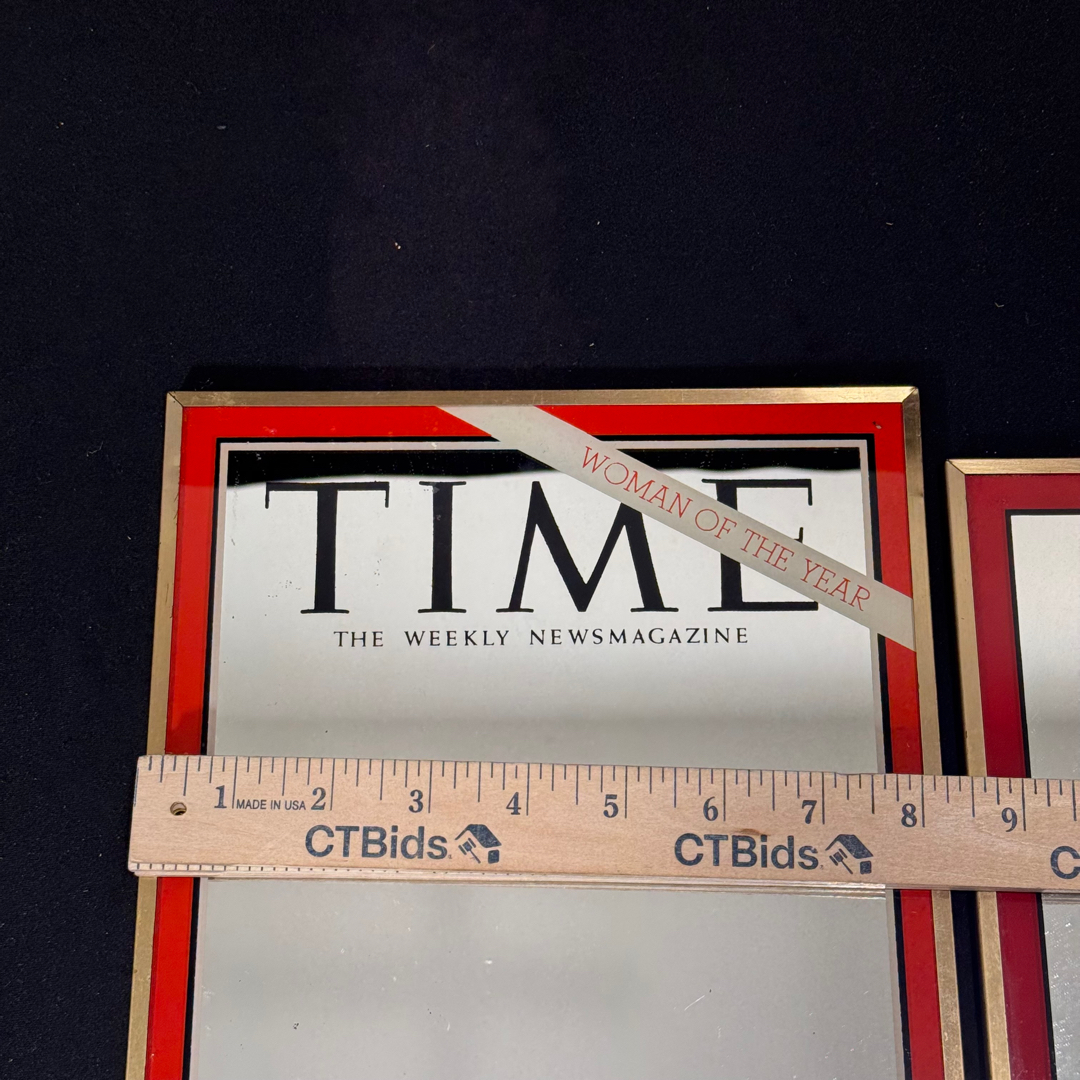 TIME
WOMAN OF THE YEAR
THE WEEKLY NEWSMAGAZINE
1 MADE IN USA 2 3 4 5 6 7 8 9
CTBids CTBids C